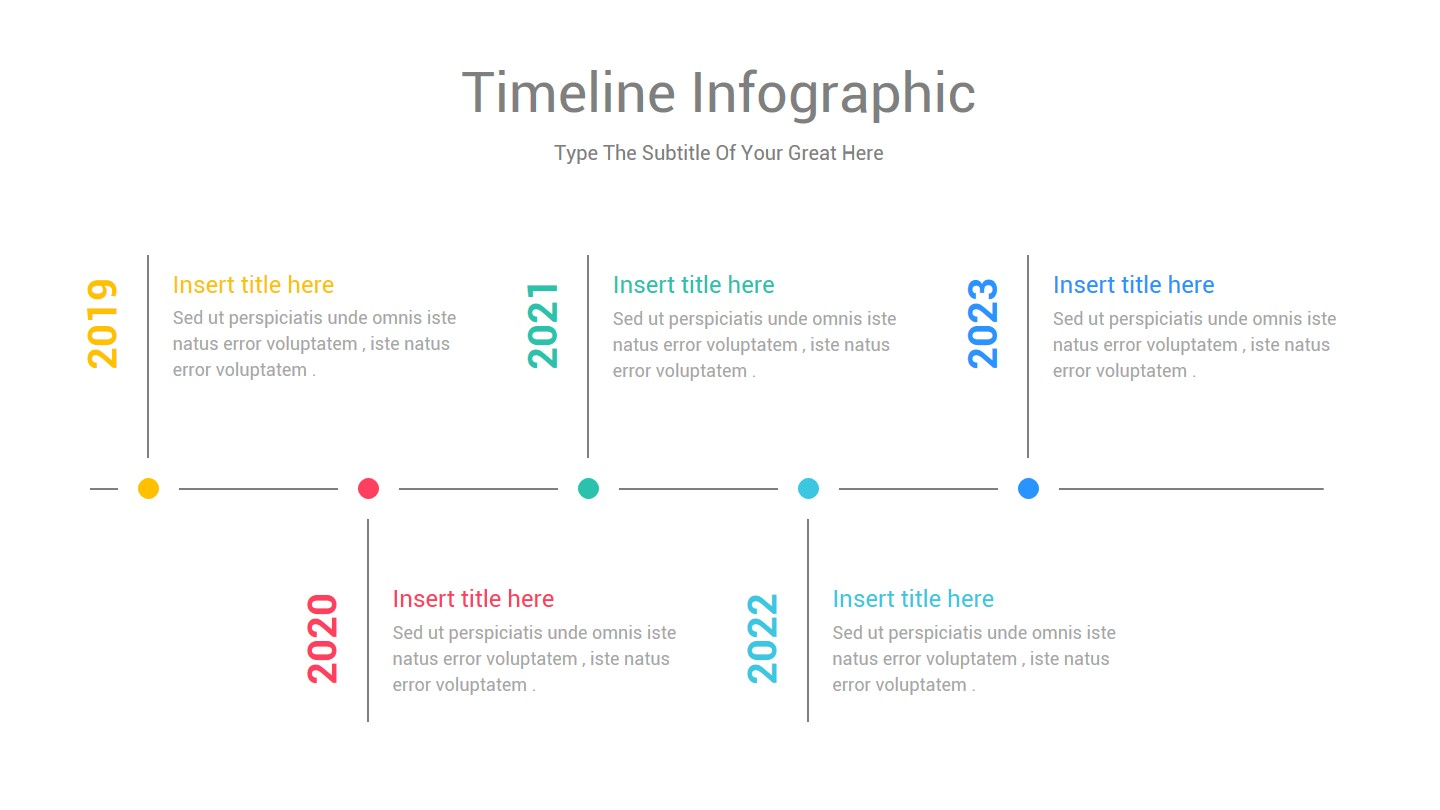 Timeline Infographic
Type The Subtitle Of Your Great Here
2019
Insert title here
Sed ut perspiciatis unde omnis iste
natus error voluptatem , iste natus
error voluptatem .
2021
Insert title here
Sed ut perspiciatis unde omnis iste
natus error voluptatem , iste natus
error voluptatem .
2023
Insert title here
Sed ut perspiciatis unde omnis iste
natus error voluptatem , iste natus
error voluptatem .
2020
Insert title here
Sed ut perspiciatis unde omnis iste
natus error voluptatem , iste natus
error voluptatem .
2022
Insert title here
Sed ut perspiciatis unde omnis iste
natus error voluptatem , iste natus
error voluptatem .